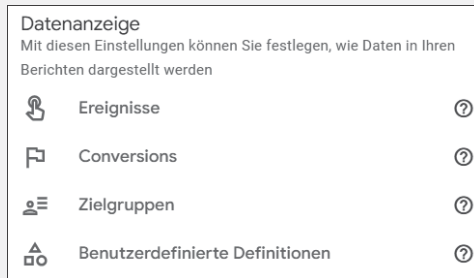 Datenanzeige
Mit diesen Einstellungen können Sie festlegen, wie Daten in Ihren
Berichten dargestellt werden
Ereignisse
Conversions
Zielgruppen
Benutzerdefinierte Definitionen